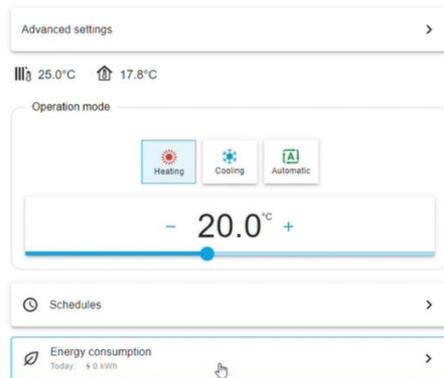 Advanced settings
25.0°C 17.8°C
Operation mode
Heating Cooling Automatic
− 20.0°C +
Schedules
Energy consumption
Today: 0 kWh